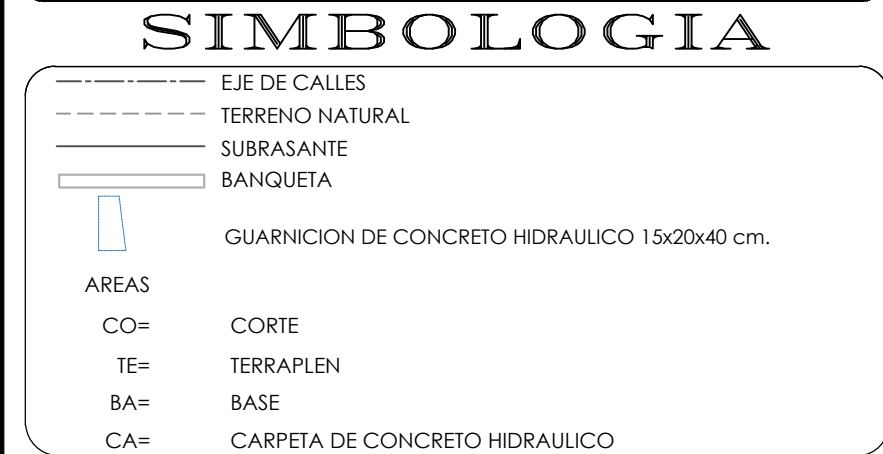 SIMBOLOGIA
EJE DE CALLES
TERRENO NATURAL
SUBRASANTE
BANQUETA
GUARNICION DE CONCRETO HIDRAULICO 15x20x40 cm.
AREAS
CO= CORTE
TE= TERRAPLEN
BA= BASE
CA= CARPETA DE CONCRETO HIDRAULICO